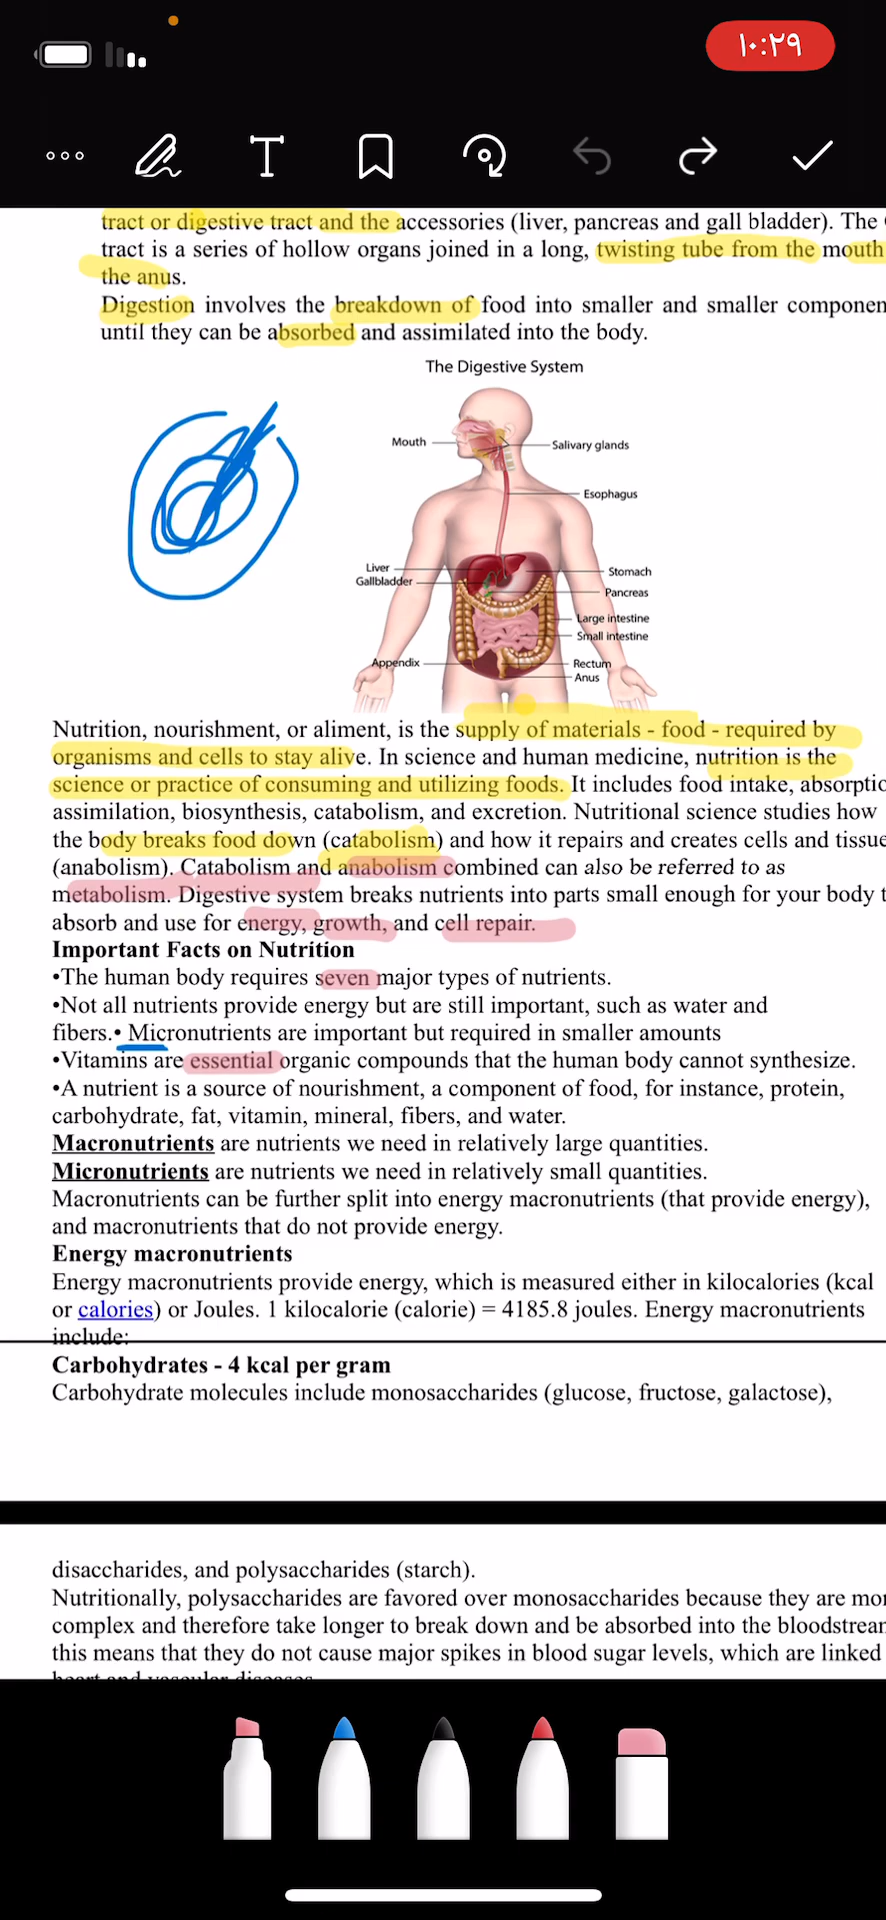 ١٠:٢٩
T
tract or digestive tract and the accessories (liver, pancreas and gall bladder). The
tract is a series of hollow organs joined in a long, twisting tube from the mouth
the anus.
Digestion involves the breakdown of food into smaller and smaller componen
until they can be absorbed and assimilated into the body.
The Digestive System
Mouth
Salivary glands
Esophagus
Liver
Gallbladder
Stomach
Pancreas
Large intestine
Small intestine
Appendix
Rectum
Anus
Nutrition, nourishment, or aliment, is the supply of materials - food - required by
organisms and cells to stay alive. In science and human medicine, nutrition is the
science or practice of consuming and utilizing foods. It includes food intake, absorptio
assimilation, biosynthesis, catabolism, and excretion. Nutritional science studies how
the body breaks food down (catabolism) and how it repairs and creates cells and tissue
(anabolism). Catabolism and anabolism combined can also be referred to as
metabolism. Digestive system breaks nutrients into parts small enough for your body t
absorb and use for energy, growth, and cell repair.
Important Facts on Nutrition
•The human body requires seven major types of nutrients.
•Not all nutrients provide energy but are still important, such as water and
fibers.• Micronutrients are important but required in smaller amounts
•Vitamins are essential organic compounds that the human body cannot synthesize.
•A nutrient is a source of nourishment, a component of food, for instance, protein,
carbohydrate, fat, vitamin, mineral, fibers, and water.
Macronutrients are nutrients we need in relatively large quantities.
Micronutrients are nutrients we need in relatively small quantities.
Macronutrients can be further split into energy macronutrients (that provide energy),
and macronutrients that do not provide energy.
Energy macronutrients
Energy macronutrients provide energy, which is measured either in kilocalories (kcal
or calories) or Joules. 1 kilocalorie (calorie) = 4185.8 joules. Energy macronutrients
include:
Carbohydrates - 4 kcal per gram
Carbohydrate molecules include monosaccharides (glucose, fructose, galactose),
disaccharides, and polysaccharides (starch).
Nutritionally, polysaccharides are favored over monosaccharides because they are mor
complex and therefore take longer to break down and be absorbed into the bloodstrean
this means that they do not cause major spikes in blood sugar levels, which are linked
heart and vascular diseases